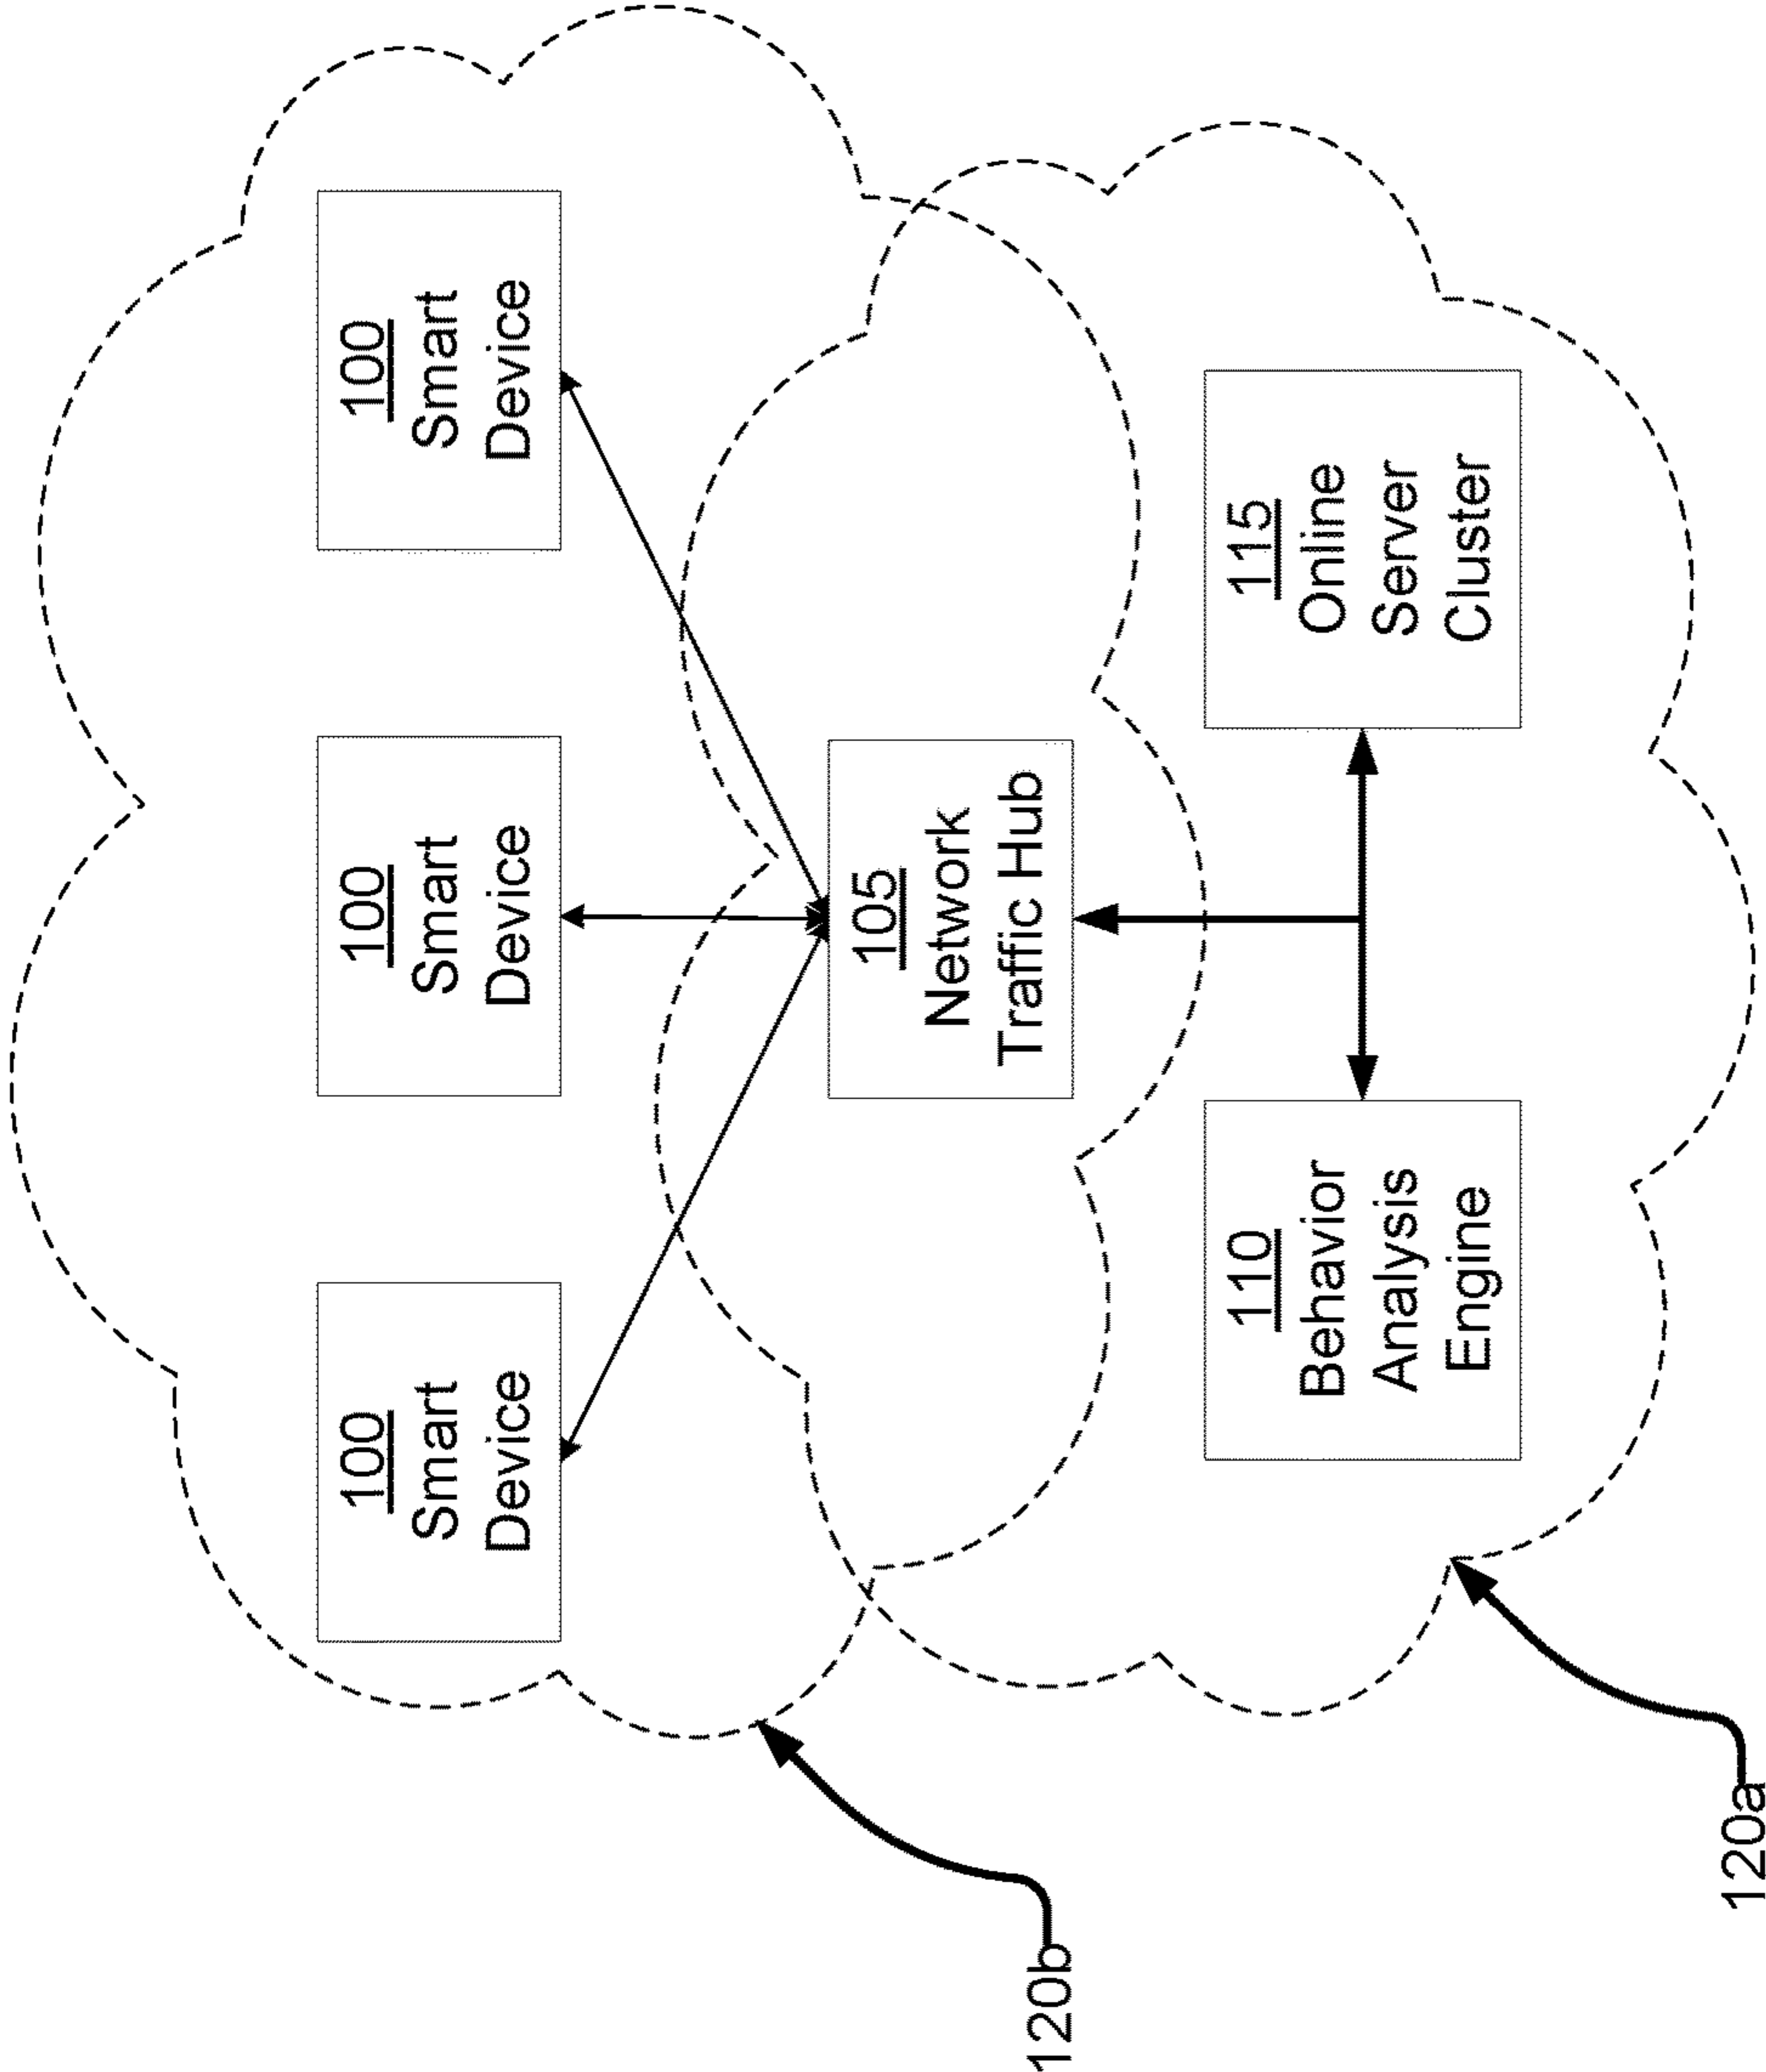 100
Smart
Device
100
Smart
Device
100
Smart
Device
105
Network
Traffic Hub
110
Behavior
Analysis
Engine
115
Online
Server
Cluster
120b
120a